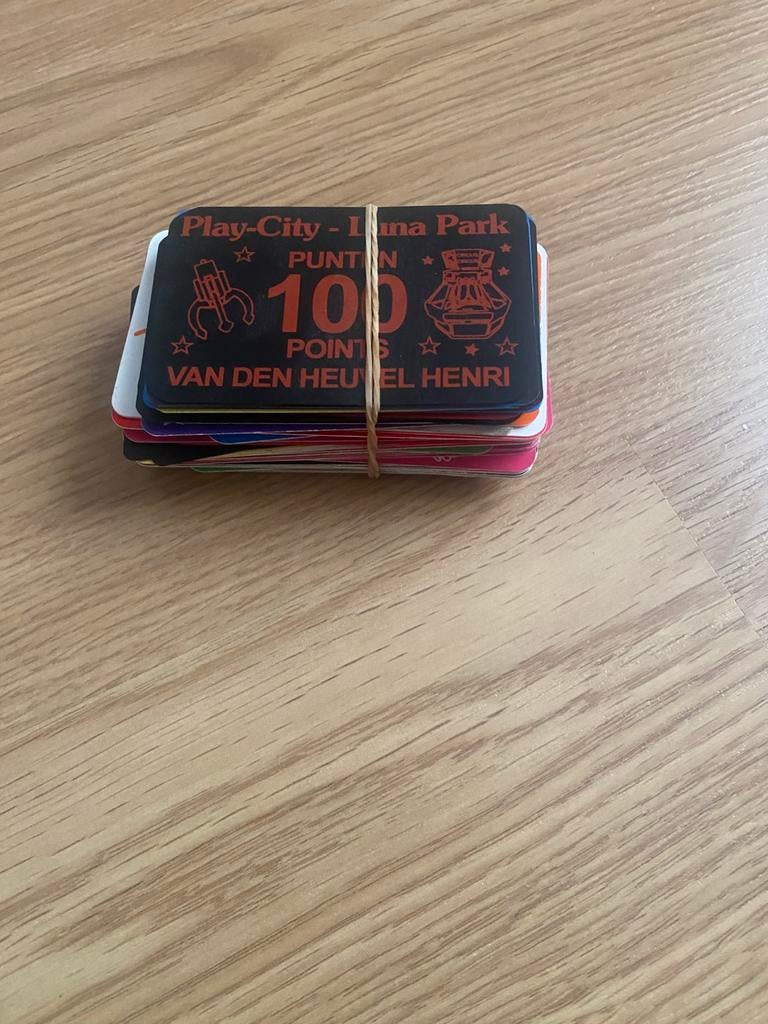 Play-City - Luna Park
PUNTEN
100
POINTS
VAN DEN HEUVEL HENRI